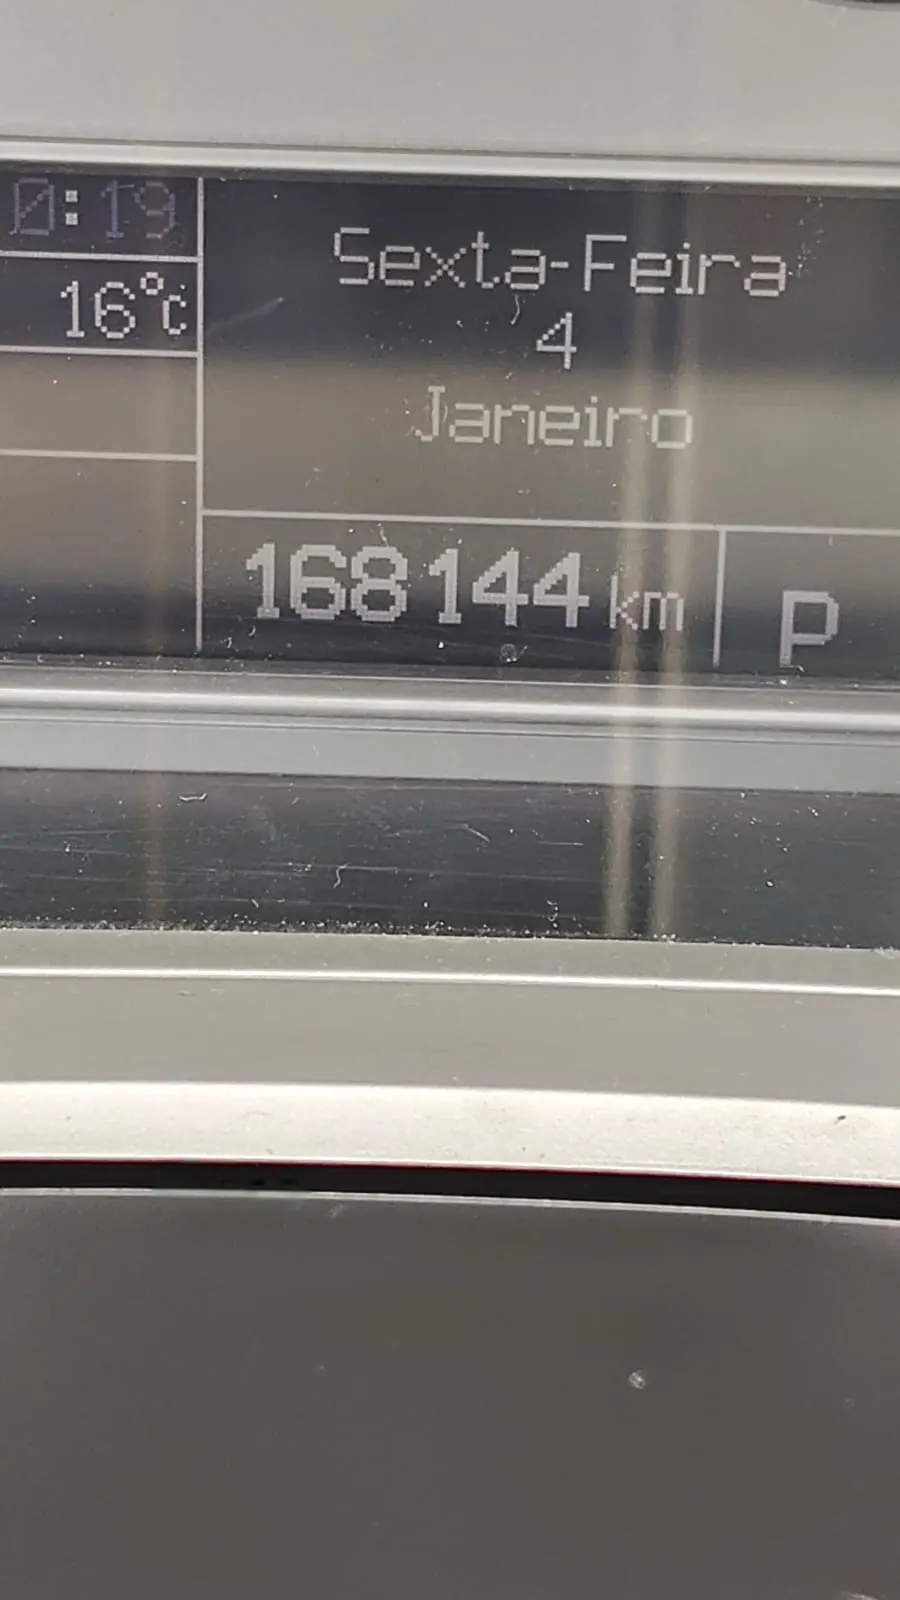 0:19
16°C
Sexta-Feira
4
Janeiro
168144 km
P